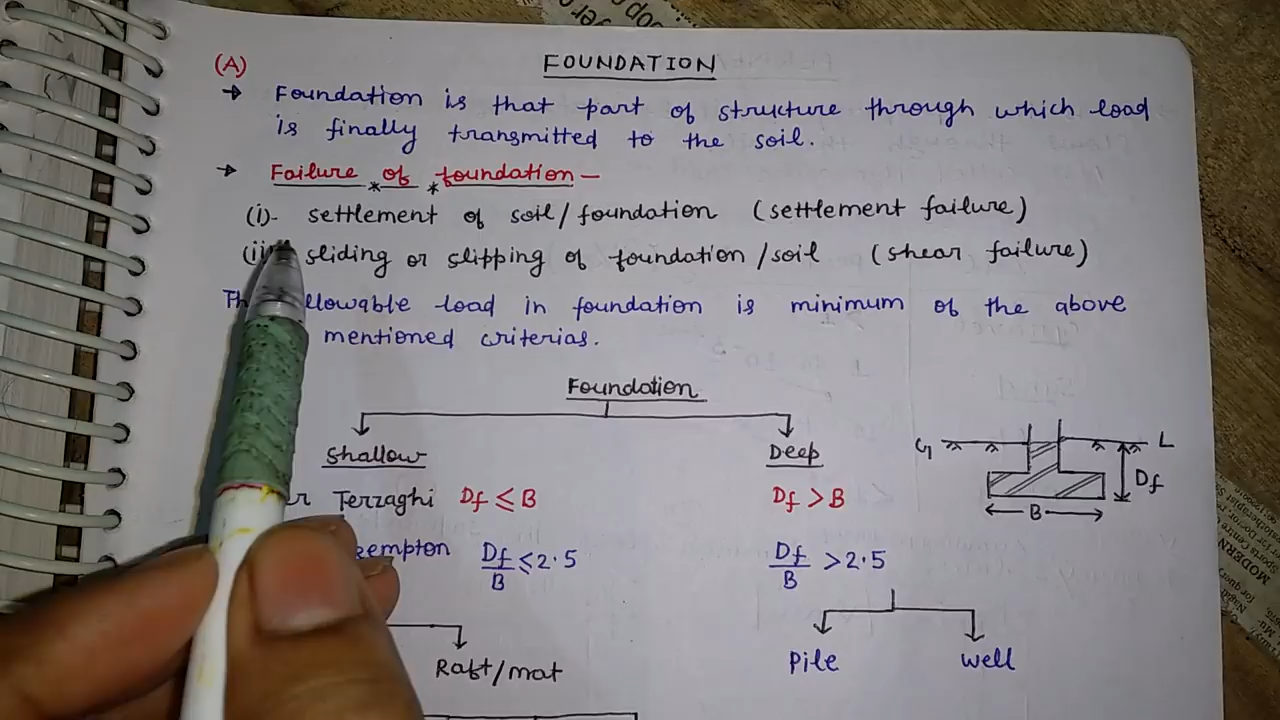 (A) FOUNDATION
→ Foundation is that part of structure through which load
is finally transmitted to the soil.
→ Failure of foundation –
(i)- settlement of soil/foundation (settlement failure)
(ii) sliding or slipping of foundation/soil (shear failure)
allowable load in foundation is minimum of the above
mentioned criterias.
Foundation
Shallow Deep
Terzaghi Df ≤ B Df > B
Df/B ≤ 2.5 Df/B > 2.5
G L
Df
B
Raft/mat Pile well
MODERN